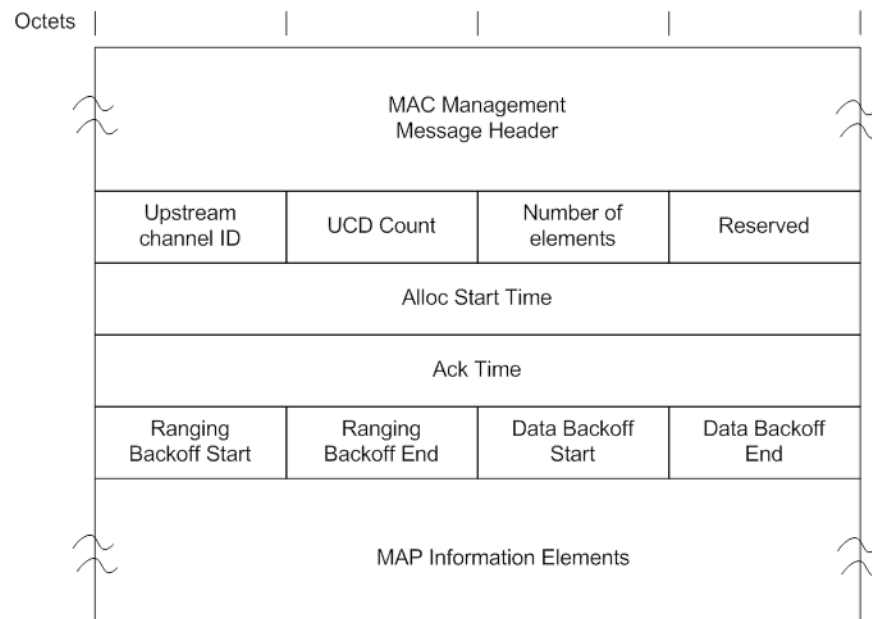 Octets
MAC Management
Message Header
Upstream
channel ID
UCD Count
Number of
elements
Reserved
Alloc Start Time
Ack Time
Ranging
Backoff Start
Ranging
Backoff End
Data Backoff
Start
Data Backoff
End
MAP Information Elements